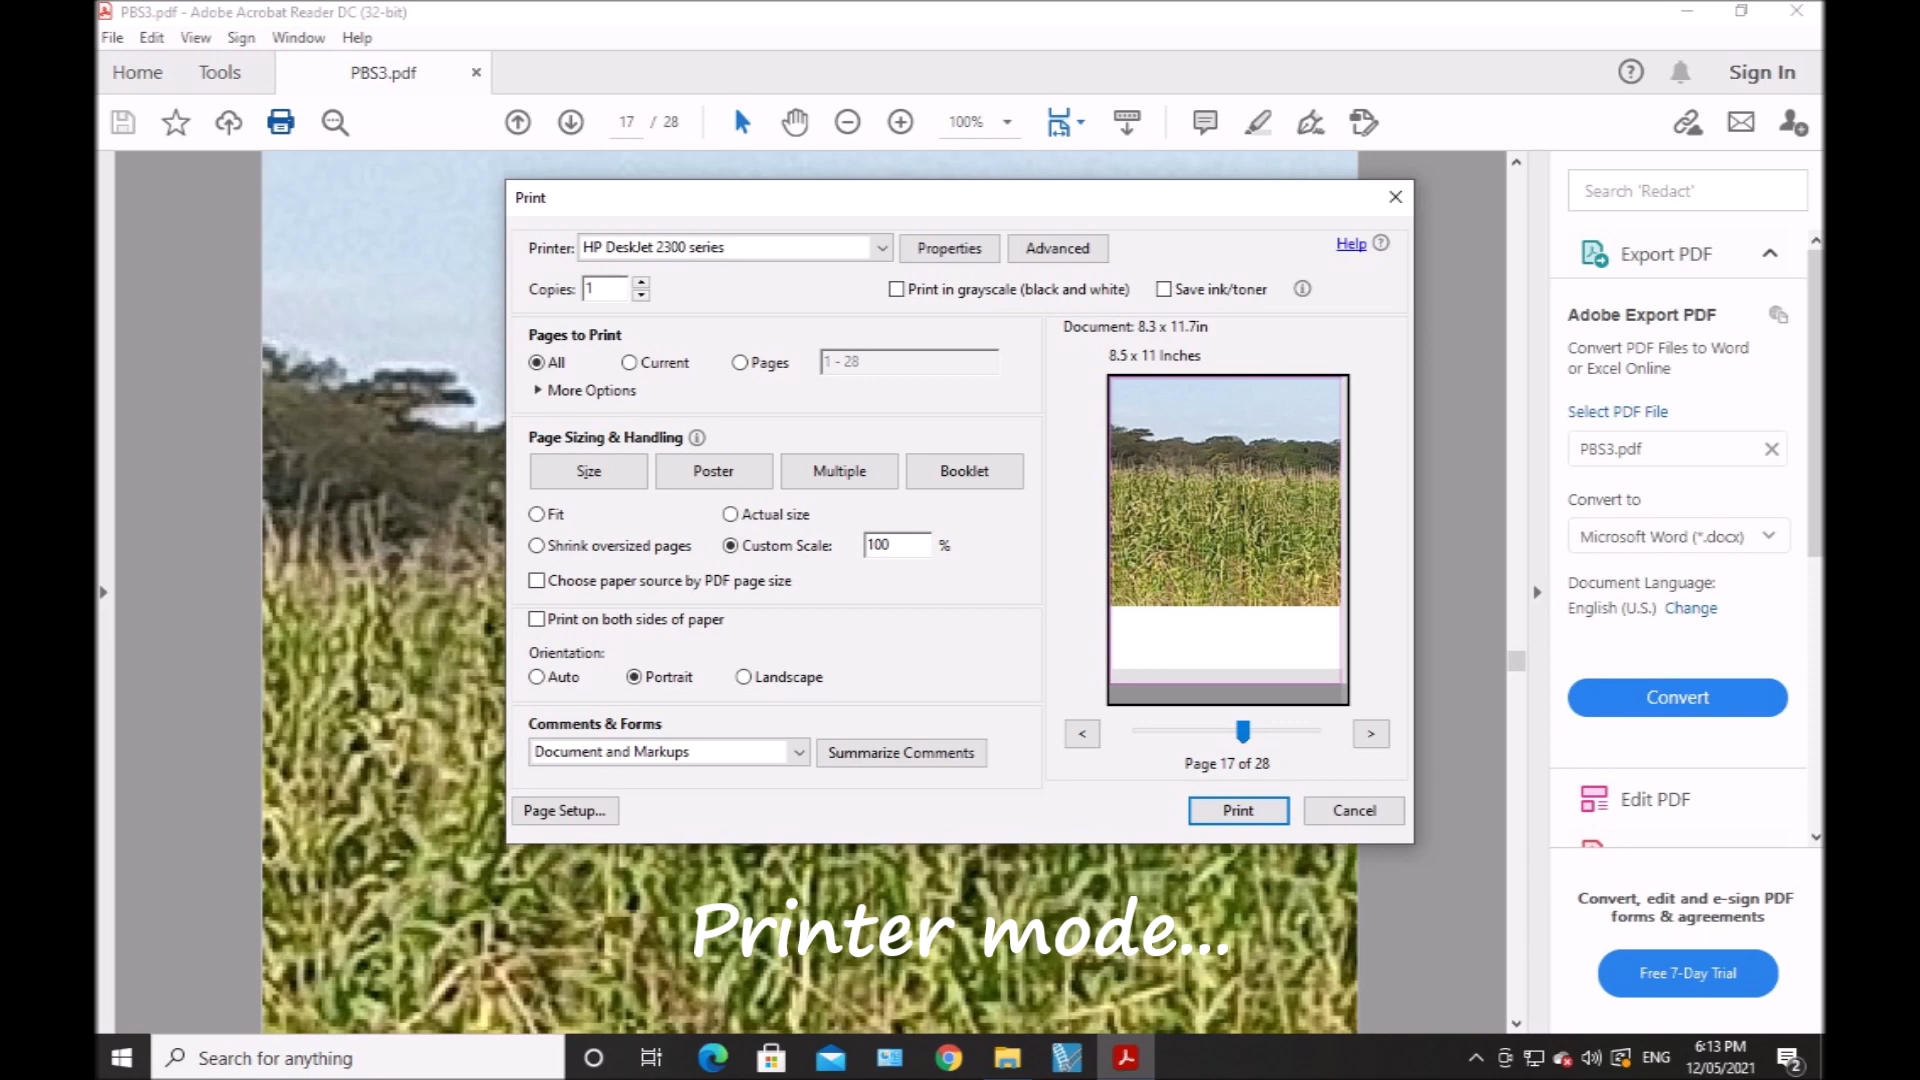 PBS3.pdf - Adobe Acrobat Reader DC (32-bit)
File Edit View Sign Window Help
Home Tools PBS3.pdf × Sign In
17 / 28 100%
Print
Printer: HP DeskJet 2300 series Properties Advanced Help
Copies: 1 Print in grayscale (black and white) Save ink/toner
Pages to Print
All Current Pages 1 - 28
More Options
Page Sizing & Handling
Size Poster Multiple Booklet
Fit Actual size
Shrink oversized pages Custom Scale: 100 %
Choose paper source by PDF page size
Print on both sides of paper
Orientation:
Auto Portrait Landscape
Comments & Forms
Document and Markups Summarize Comments
Page Setup...
Document: 8.3 x 11.7in
8.5 x 11 Inches
< >
Page 17 of 28
Print Cancel
Search 'Redact'
Export PDF
Adobe Export PDF
Convert PDF Files to Word
or Excel Online
Select PDF File
PBS3.pdf
Convert to
Microsoft Word (*.docx)
Document Language:
English (U.S.) Change
Convert
Edit PDF
Convert, edit and e-sign PDF
forms & agreements
Free 7-Day Trial
Printer mode...
Search for anything
ENG
6:13 PM
12/05/2021
2